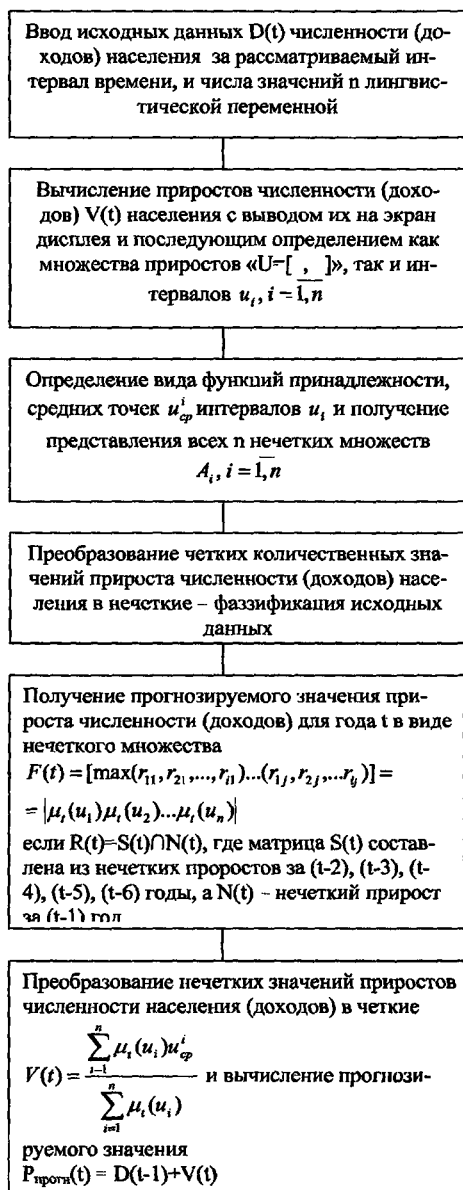 Ввод исходных данных D(t) численности (до-
ходов) населения за рассматриваемый ин-
тервал времени, и числа значений n лингвис-
тической переменной
Вычисление приростов численности (дохо-
дов) V(t) населения с выводом их на экран
дисплея и последующим определением как
множества приростов «U=[ , ]», так и ин-
тервалов u_i, i = 1,n
Определение вида функций принадлежности,
средних точек u_ср^i интервалов u_i и получение
представления всех n нечетких множеств
A_i, i = 1,n
Преобразование четких количественных зна-
чений прироста численности (доходов) насе-
ления в нечеткие – фаззификация исходных
данных
Получение прогнозируемого значения при-
роста численности (доходов) для года t в виде
нечеткого множества
F(t) = [max(r_11, r_21, ..., r_i1)...(r_1j, r_2j, ...r_ij)] =
= |μ_t(u_1)μ_t(u_2)...μ_t(u_n)|
если R(t)=S(t)∩N(t), где матрица S(t) состав-
лена из нечетких проростов за (t-2), (t-3), (t-
4), (t-5), (t-6) годы, а N(t) – нечеткий прирост
за (t-1) год
Преобразование нечетких значений приростов
численности населения (доходов) в четкие
V(t) = ∑_{i=1}^{n} μ_t(u_i)u_ср^i / ∑_{i=1}^{n} μ_t(u_i) и вычисление прогнози-
руемого значения
P_прогн(t) = D(t-1)+V(t)